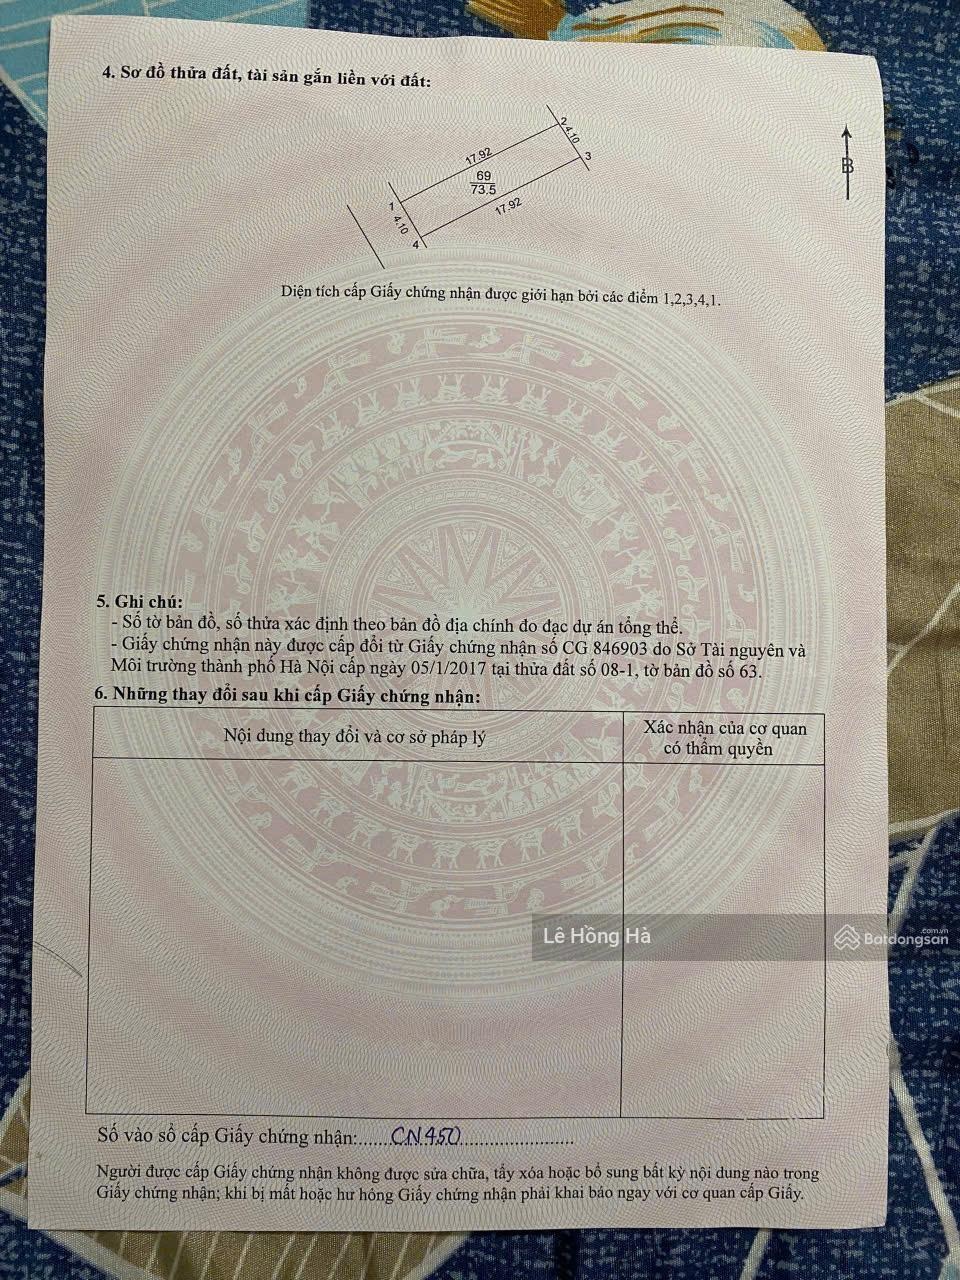 4. Sơ đồ thửa đất, tài sản gắn liền với đất:
2
4.10
3
17.92
69
73.5
17.92
1
4.10
4
B
Diện tích cấp Giấy chứng nhận được giới hạn bởi các điểm 1,2,3,4,1.
5. Ghi chú:
- Số tờ bản đồ, số thửa xác định theo bản đồ địa chính đo đạc dự án tổng thể.
- Giấy chứng nhận này được cấp đổi từ Giấy chứng nhận số CG 846903 do Sở Tài nguyên và
Môi trường thành phố Hà Nội cấp ngày 05/1/2017 tại thửa đất số 08-1, tờ bản đồ số 63.
6. Những thay đổi sau khi cấp Giấy chứng nhận:
Nội dung thay đổi và cơ sở pháp lý
Xác nhận của cơ quan
có thẩm quyền
Lê Hồng Hà
Batdongsan
.com.vn
Số vào sổ cấp Giấy chứng nhận:......CN450......................
Người được cấp Giấy chứng nhận không được sửa chữa, tẩy xóa hoặc bổ sung bất kỳ nội dung nào trong
Giấy chứng nhận; khi bị mất hoặc hư hỏng Giấy chứng nhận phải khai báo ngay với cơ quan cấp Giấy.